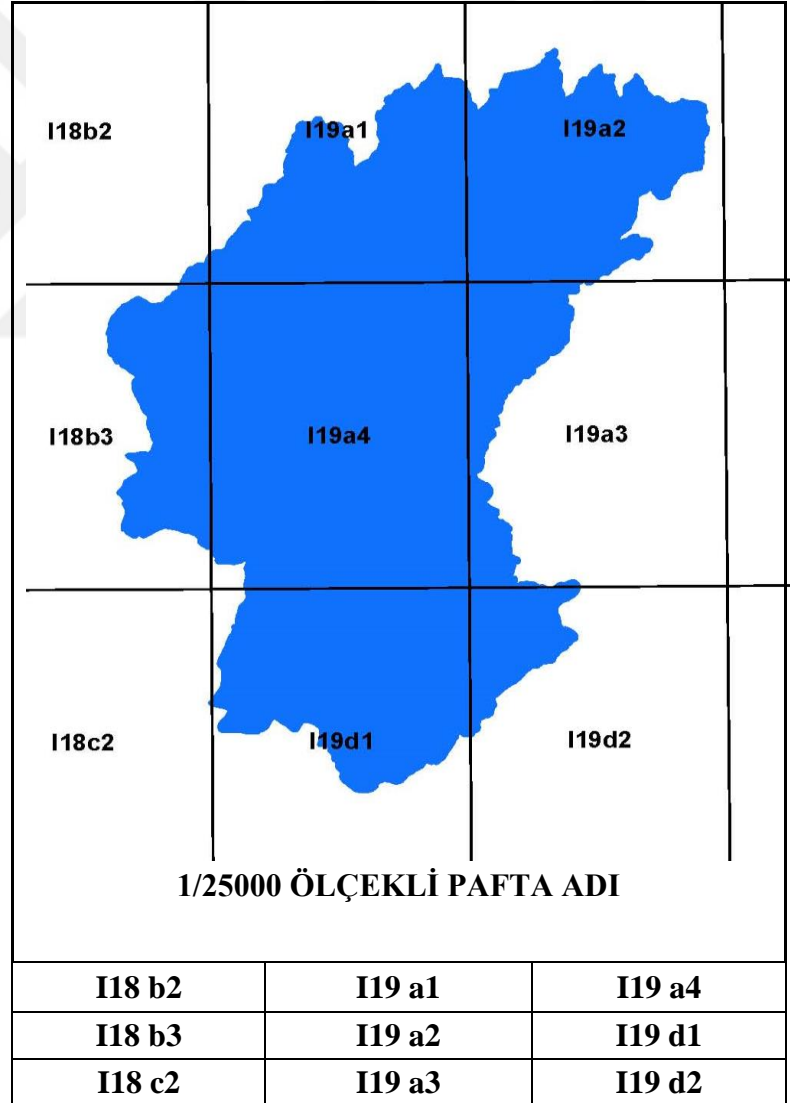 I18b2 I19a1 I19a2
I18b3 I19a4 I19a3
I18c2 I19d1 I19d2
1/25000 ÖLÇEKLİ PAFTA ADI
I18 b2 I19 a1 I19 a4
I18 b3 I19 a2 I19 d1
I18 c2 I19 a3 I19 d2